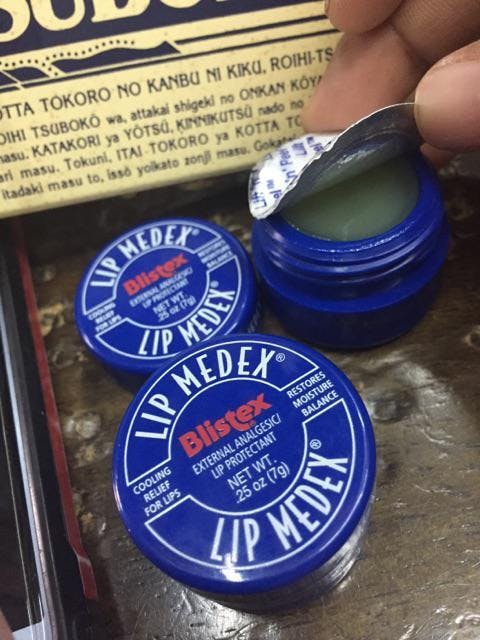 OTTA TOKORO NO KANBU NI KIKU, ROIHI-TS
OIHI TSUBOKŌ wa, attakai shigeki no ONKAN KŌYA
masu. KATAKORI ya YŌTSŪ, KINNIKUTSŪ nado no
ari masu. Tokuni, ITAI TOKORO ya KOTTA TO
itadaki masu to, issō yoikato zonji masu. Gokatei
LIP MEDEX®
Blistex
EXTERNAL ANALGESIC/
LIP PROTECTANT
NET WT.
.25 oz (7g)
COOLING
RELIEF
FOR LIPS
RESTORES
MOISTURE
BALANCE
LIP MEDEX®
LIP MEDEX®
RESTORES
MOISTURE
BALANCE
Blistex
EXTERNAL ANALGESIC/
LIP PROTECTANT
NET WT.
.25 oz (7g)
COOLING
RELIEF
FOR LIPS
LIP MEDEX®